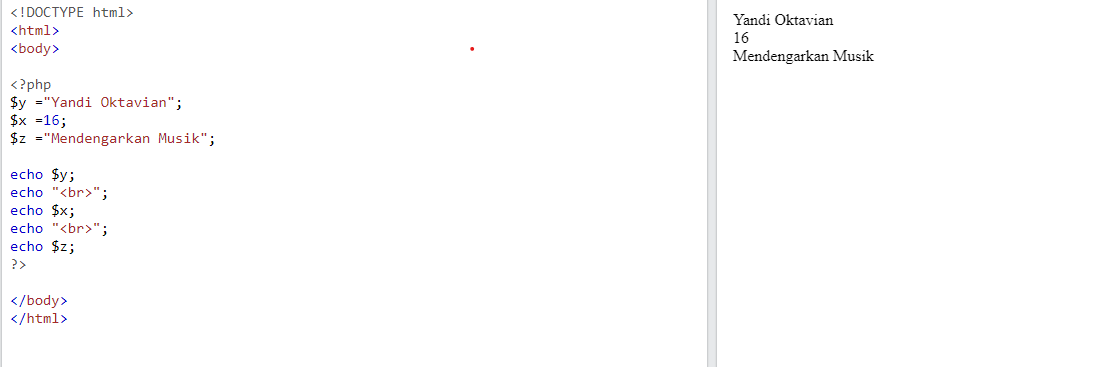 <!DOCTYPE html>
<html>
<body>
<?php
$y ="Yandi Oktavian";
$x =16;
$z ="Mendengarkan Musik";
echo $y;
echo "<br>";
echo $x;
echo "<br>";
echo $z;
?>
</body>
</html>
Yandi Oktavian
16
Mendengarkan Musik